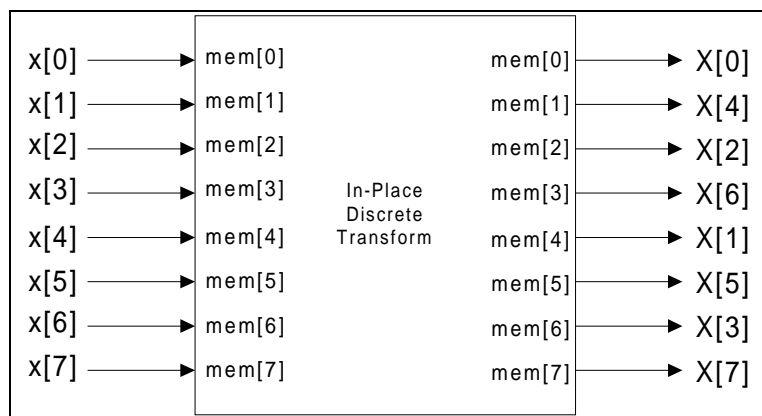 x[0] mem[0] mem[0] X[0]
x[1] mem[1] mem[1] X[4]
x[2] mem[2] mem[2] X[2]
x[3] mem[3] In-Place mem[3] X[6]
Discrete
x[4] mem[4] Transform mem[4] X[1]
x[5] mem[5] mem[5] X[5]
x[6] mem[6] mem[6] X[3]
x[7] mem[7] mem[7] X[7]